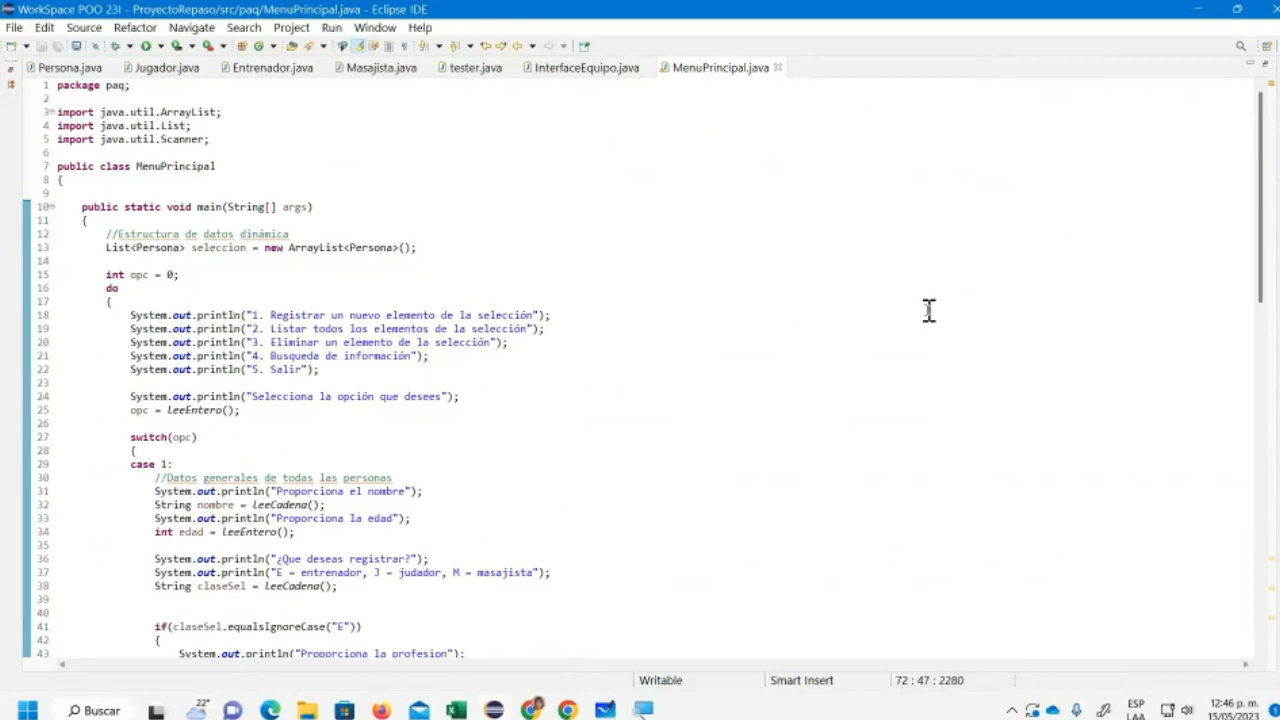 WorkSpace POO 23I - ProyectoRepaso/src/paq/MenuPrincipal.java - Eclipse IDE
File Edit Source Refactor Navigate Search Project Run Window Help
Persona.java Jugador.java Entrenador.java Masajista.java tester.java InterfaceEquipo.java MenuPrincipal.java
1 package paq;
2
3 import java.util.ArrayList;
4 import java.util.List;
5 import java.util.Scanner;
6
7 public class MenuPrincipal
8 {
9
10 public static void main(String[] args)
11 {
12 //Estructura de datos dinámica
13 List<Persona> seleccion = new ArrayList<Persona>();
14
15 int opc = 0;
16 do
17 {
18 System.out.println("1. Registrar un nuevo elemento de la selección");
19 System.out.println("2. Listar todos los elementos de la selección");
20 System.out.println("3. Eliminar un elemento de la selección");
21 System.out.println("4. Busqueda de información");
22 System.out.println("5. Salir");
23
24 System.out.println("Selecciona la opción que desees");
25 opc = leeEntero();
26
27 switch(opc)
28 {
29 case 1:
30 //Datos generales de todas las personas
31 System.out.println("Proporciona el nombre");
32 String nombre = leeCadena();
33 System.out.println("Proporciona la edad");
34 int edad = leeEntero();
35
36 System.out.println("¿Que deseas registrar?");
37 System.out.println("E - entrenador, J - judador, M - masajista");
38 String claseSel = leeCadena();
39
40
41 if(claseSel.equalsIgnoreCase("E"))
42 {
43 System.out.println("Proporciona la profesion");
Writable Smart Insert 72 : 47 : 2280
Buscar 22° ESP LAA 12:46 p. m. 15/05/2023